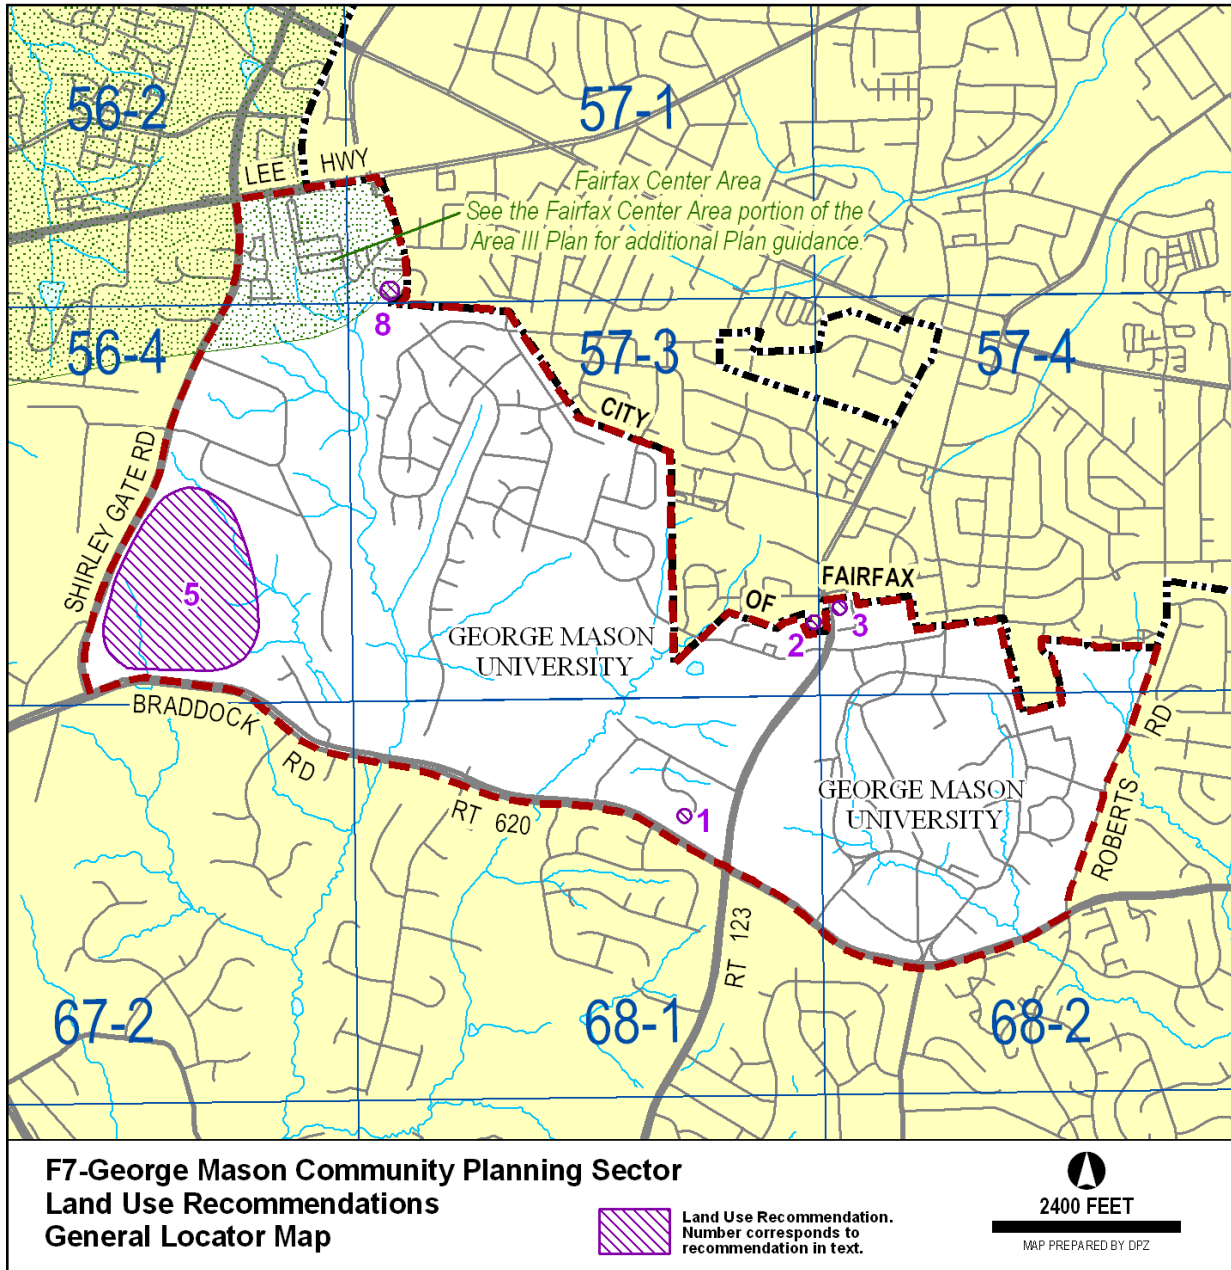 56-2
57-1
LEE HWY
Fairfax Center Area
See the Fairfax Center Area portion of the
Area III Plan for additional Plan guidance.
8
56-4
57-3
57-4
CITY
SHIRLEY GATE RD
5
OF
FAIRFAX
2
3
GEORGE MASON
UNIVERSITY
BRADDOCK
RD
RT 620
1
GEORGE MASON
UNIVERSITY
ROBERTS
RD
RT 123
67-2
68-1
68-2
F7-George Mason Community Planning Sector
Land Use Recommendations
General Locator Map
Land Use Recommendation.
Number corresponds to
recommendation in text.
2400 FEET
MAP PREPARED BY DPZ